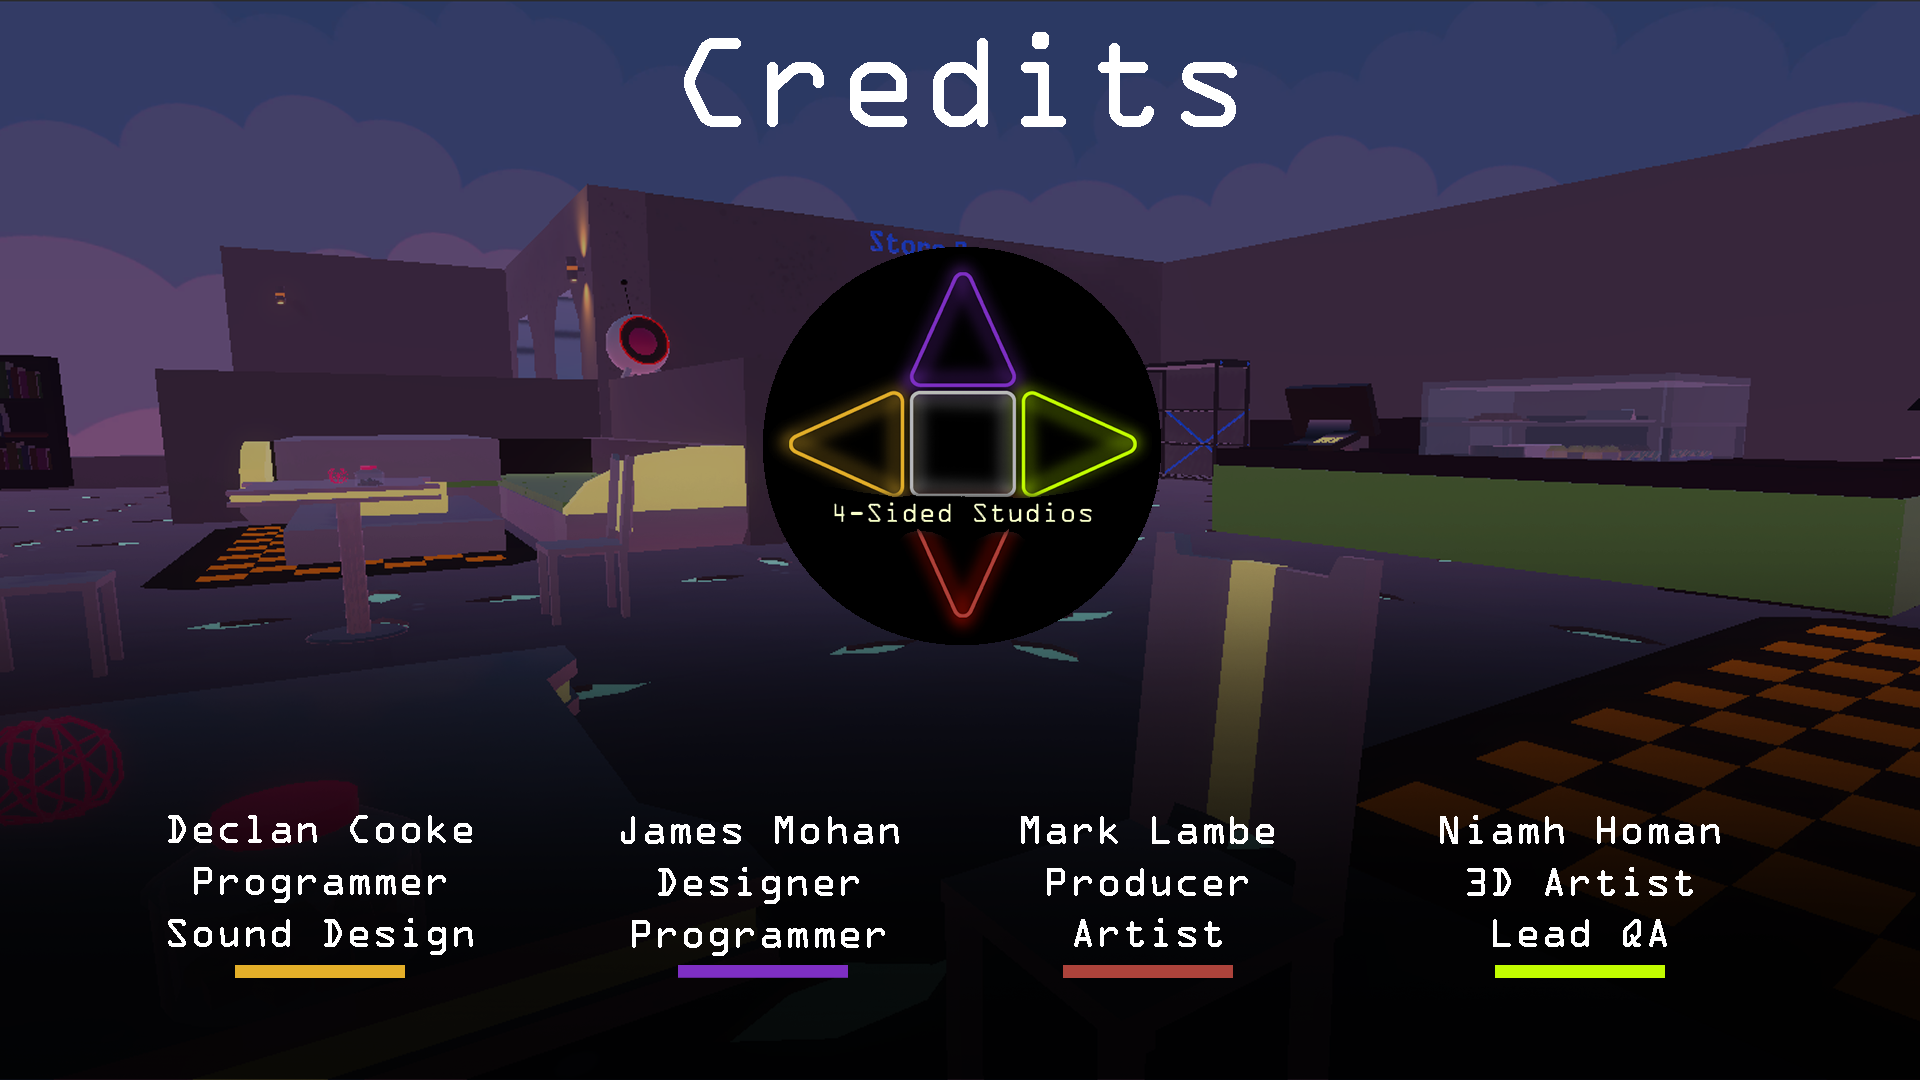 Credits
4-Sided Studios
Declan Cooke
Programmer
Sound Design
James Mohan
Designer
Programmer
Mark Lambe
Producer
Artist
Niamh Homan
3D Artist
Lead QA